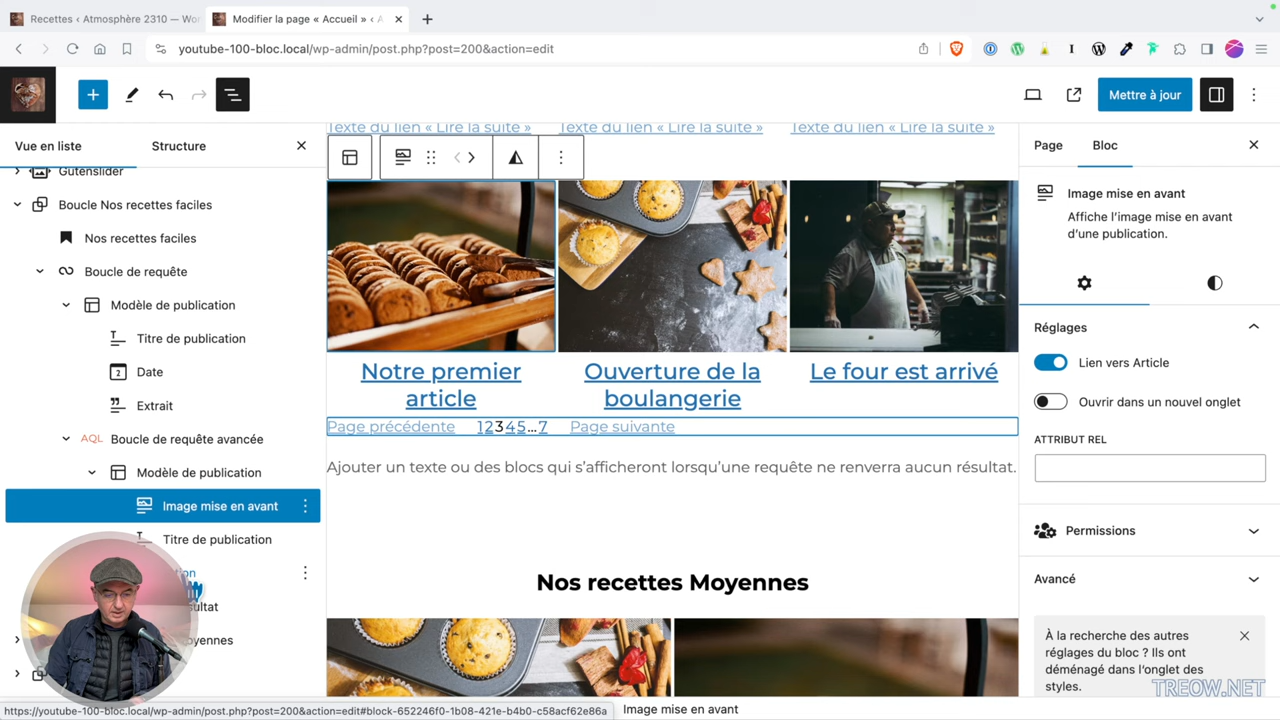 Recettes ‹ Atmosphère 2310 — Wor
Modifier la page « Accueil » ‹ A
youtube-100-bloc.local/wp-admin/post.php?post=200&action=edit
Mettre à jour
Vue en liste
Structure
Gutenslider
Boucle Nos recettes faciles
Nos recettes faciles
Boucle de requête
Modèle de publication
Titre de publication
Date
Extrait
AQL Boucle de requête avancée
Modèle de publication
Image mise en avant
Titre de publication
Texte du lien « Lire la suite »
Texte du lien « Lire la suite »
Texte du lien « Lire la suite »
Notre premier article
Ouverture de la boulangerie
Le four est arrivé
Page précédente 1 2 3 4 5 … 7 Page suivante
Ajouter un texte ou des blocs qui s’afficheront lorsqu’une requête ne renverra aucun résultat.
Nos recettes Moyennes
Page
Bloc
Image mise en avant
Affiche l’image mise en avant
d’une publication.
Réglages
Lien vers Article
Ouvrir dans un nouvel onglet
ATTRIBUT REL
Permissions
Avancé
À la recherche des autres
réglages du bloc ? Ils ont
déménagé dans l’onglet des
styles.
TREOW.NET
https://youtube-100-bloc.local/wp-admin/post.php?post=200&action=edit#block-652246f0-1b08-421e-b4b0-c58acf62e86a
Image mise en avant